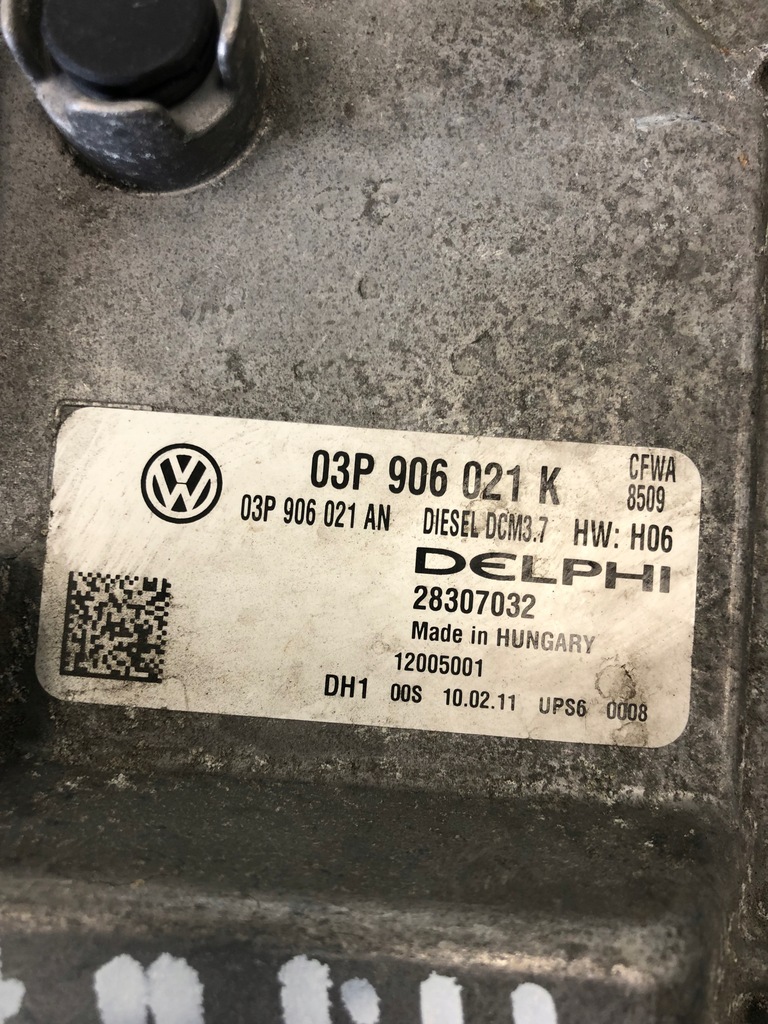 03P 906 021 K
CFWA
8509
03P 906 021 AN DIESEL DCM3.7 HW: H06
DELPHI
28307032
Made in HUNGARY
12005001
DH1 00S 10.02.11 UPS6 0008